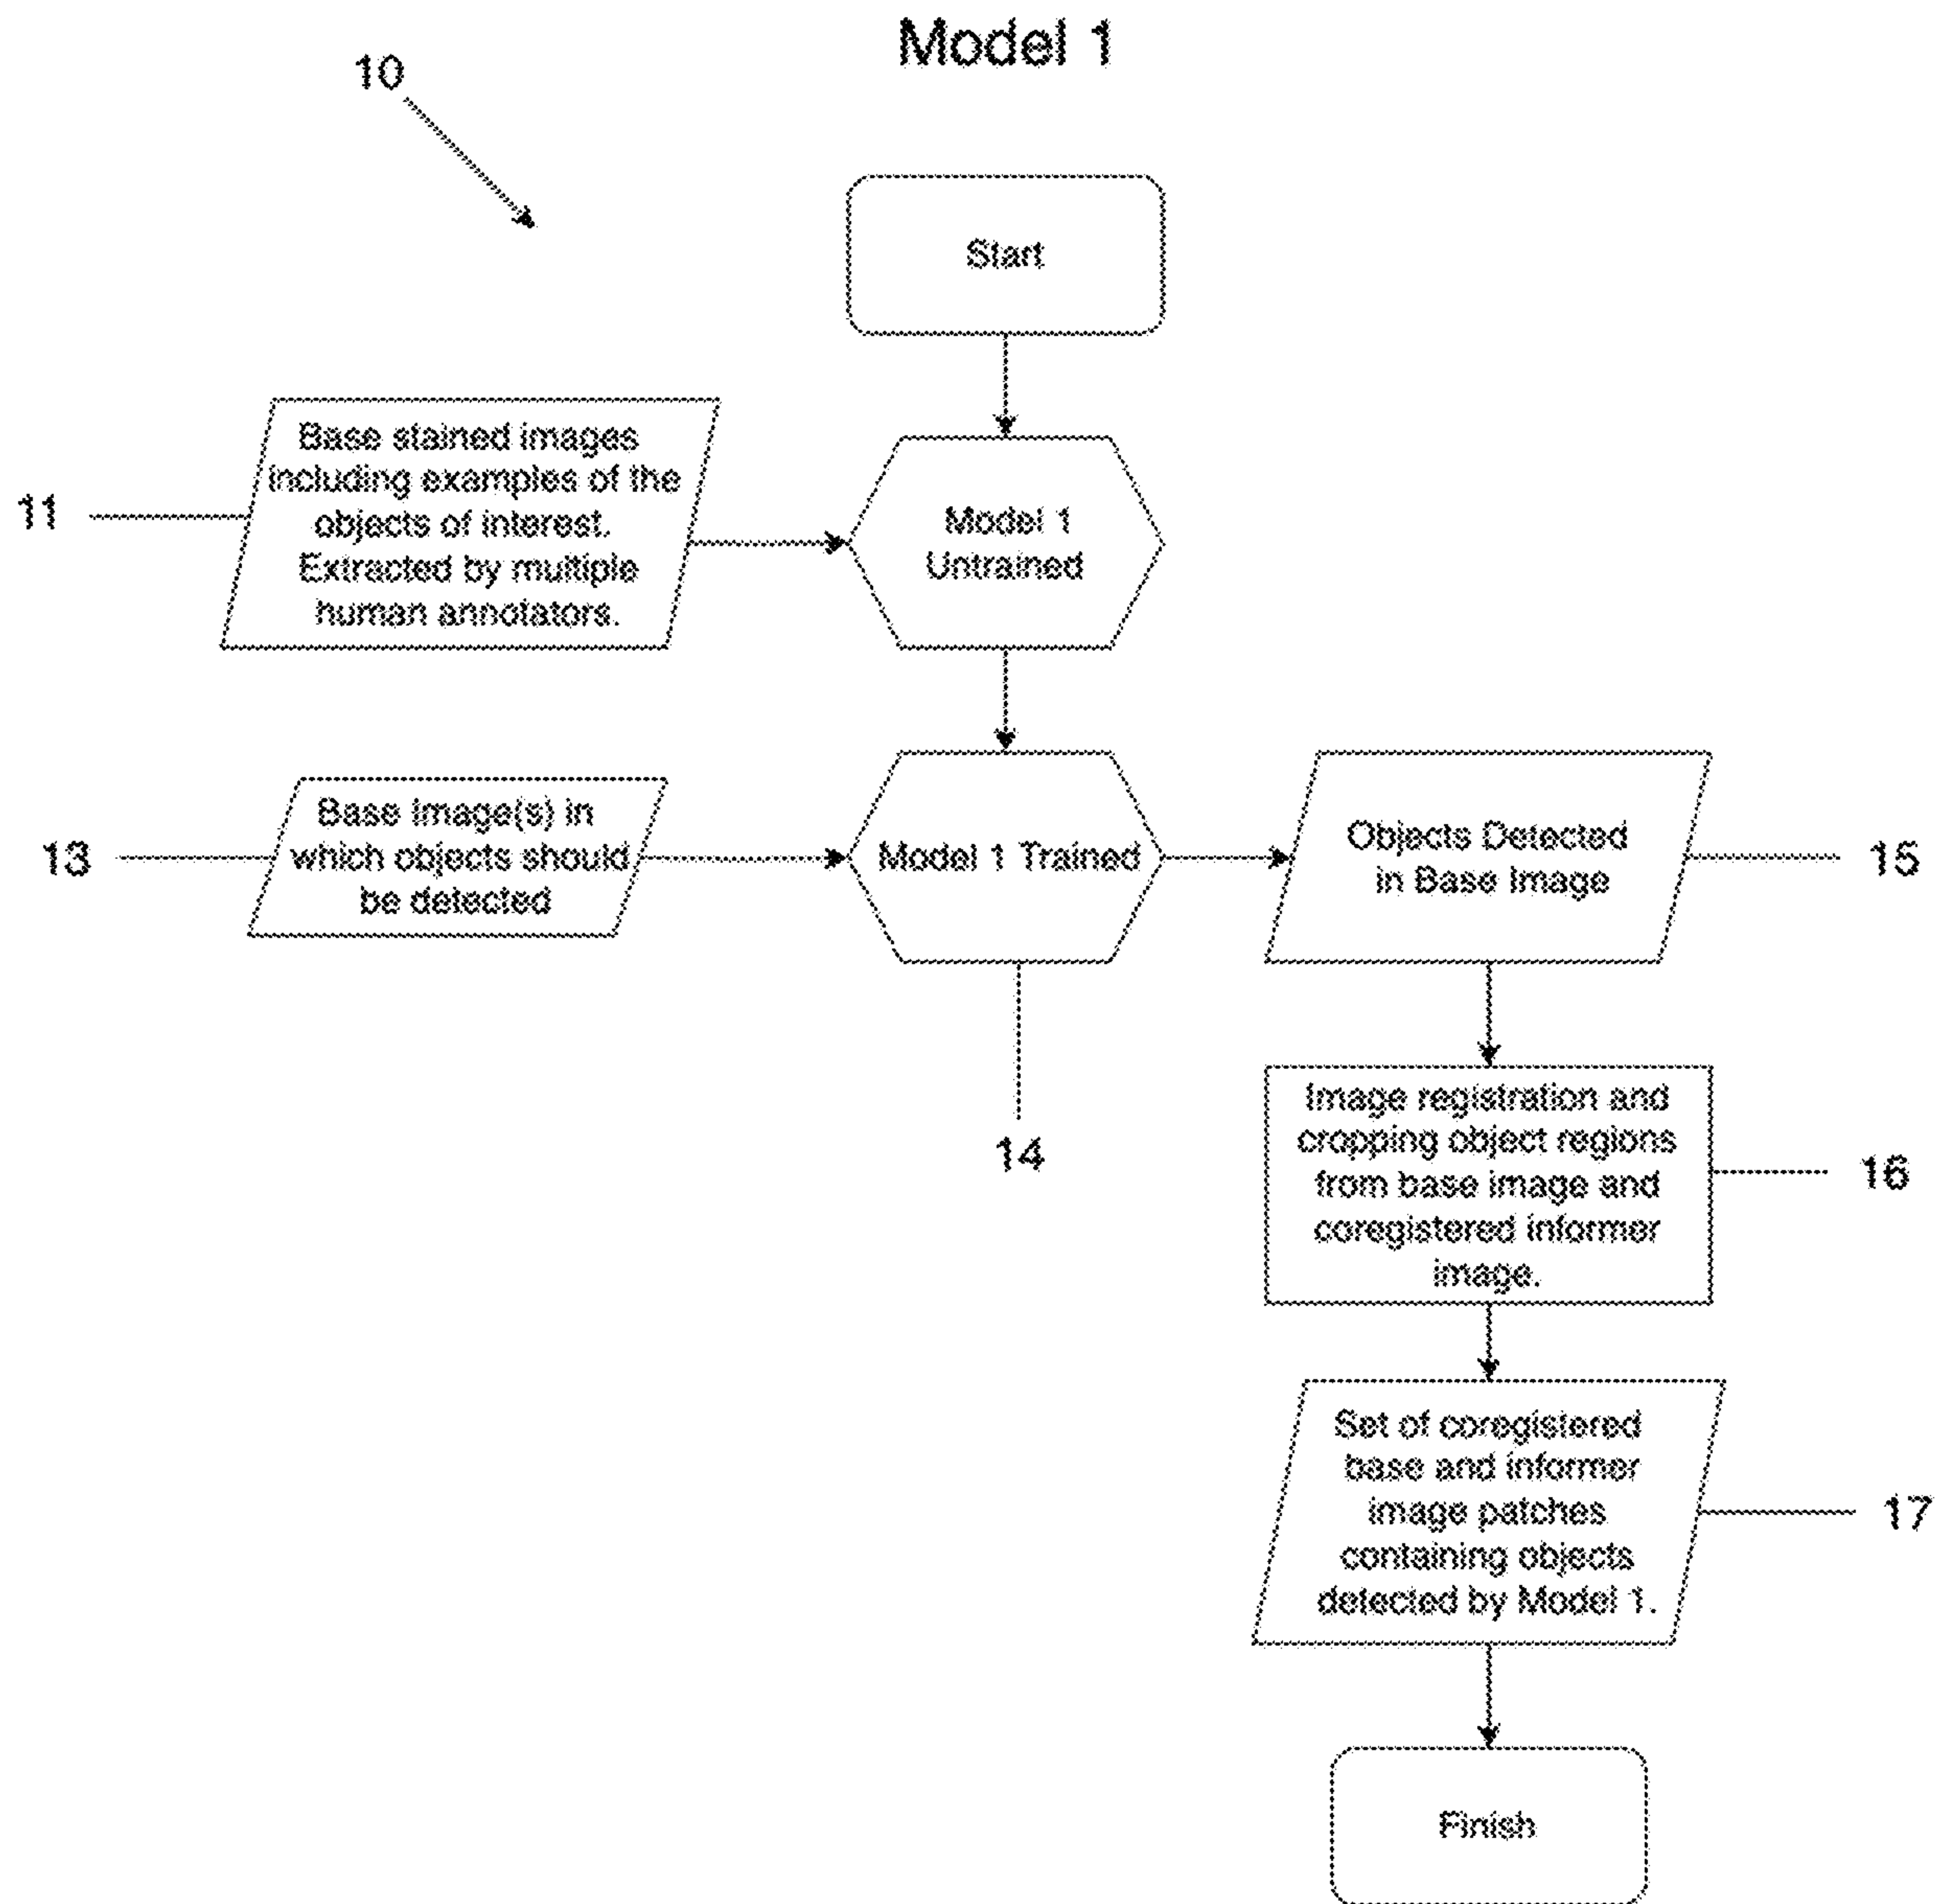 Model 1
10
Start
Base stained images
including examples of the
objects of interest.
Extracted by multiple
human annotators.
11
Model 1
Untrained
Base Image(s) in
which objects should
be detected
13
Model 1 Trained
14
Objects Detected
in Base Image
15
Image registration and
cropping object regions
from base image and
coregistered informer
image.
16
Set of coregistered
base and informer
image patches
containing objects
detected by Model 1.
17
Finish